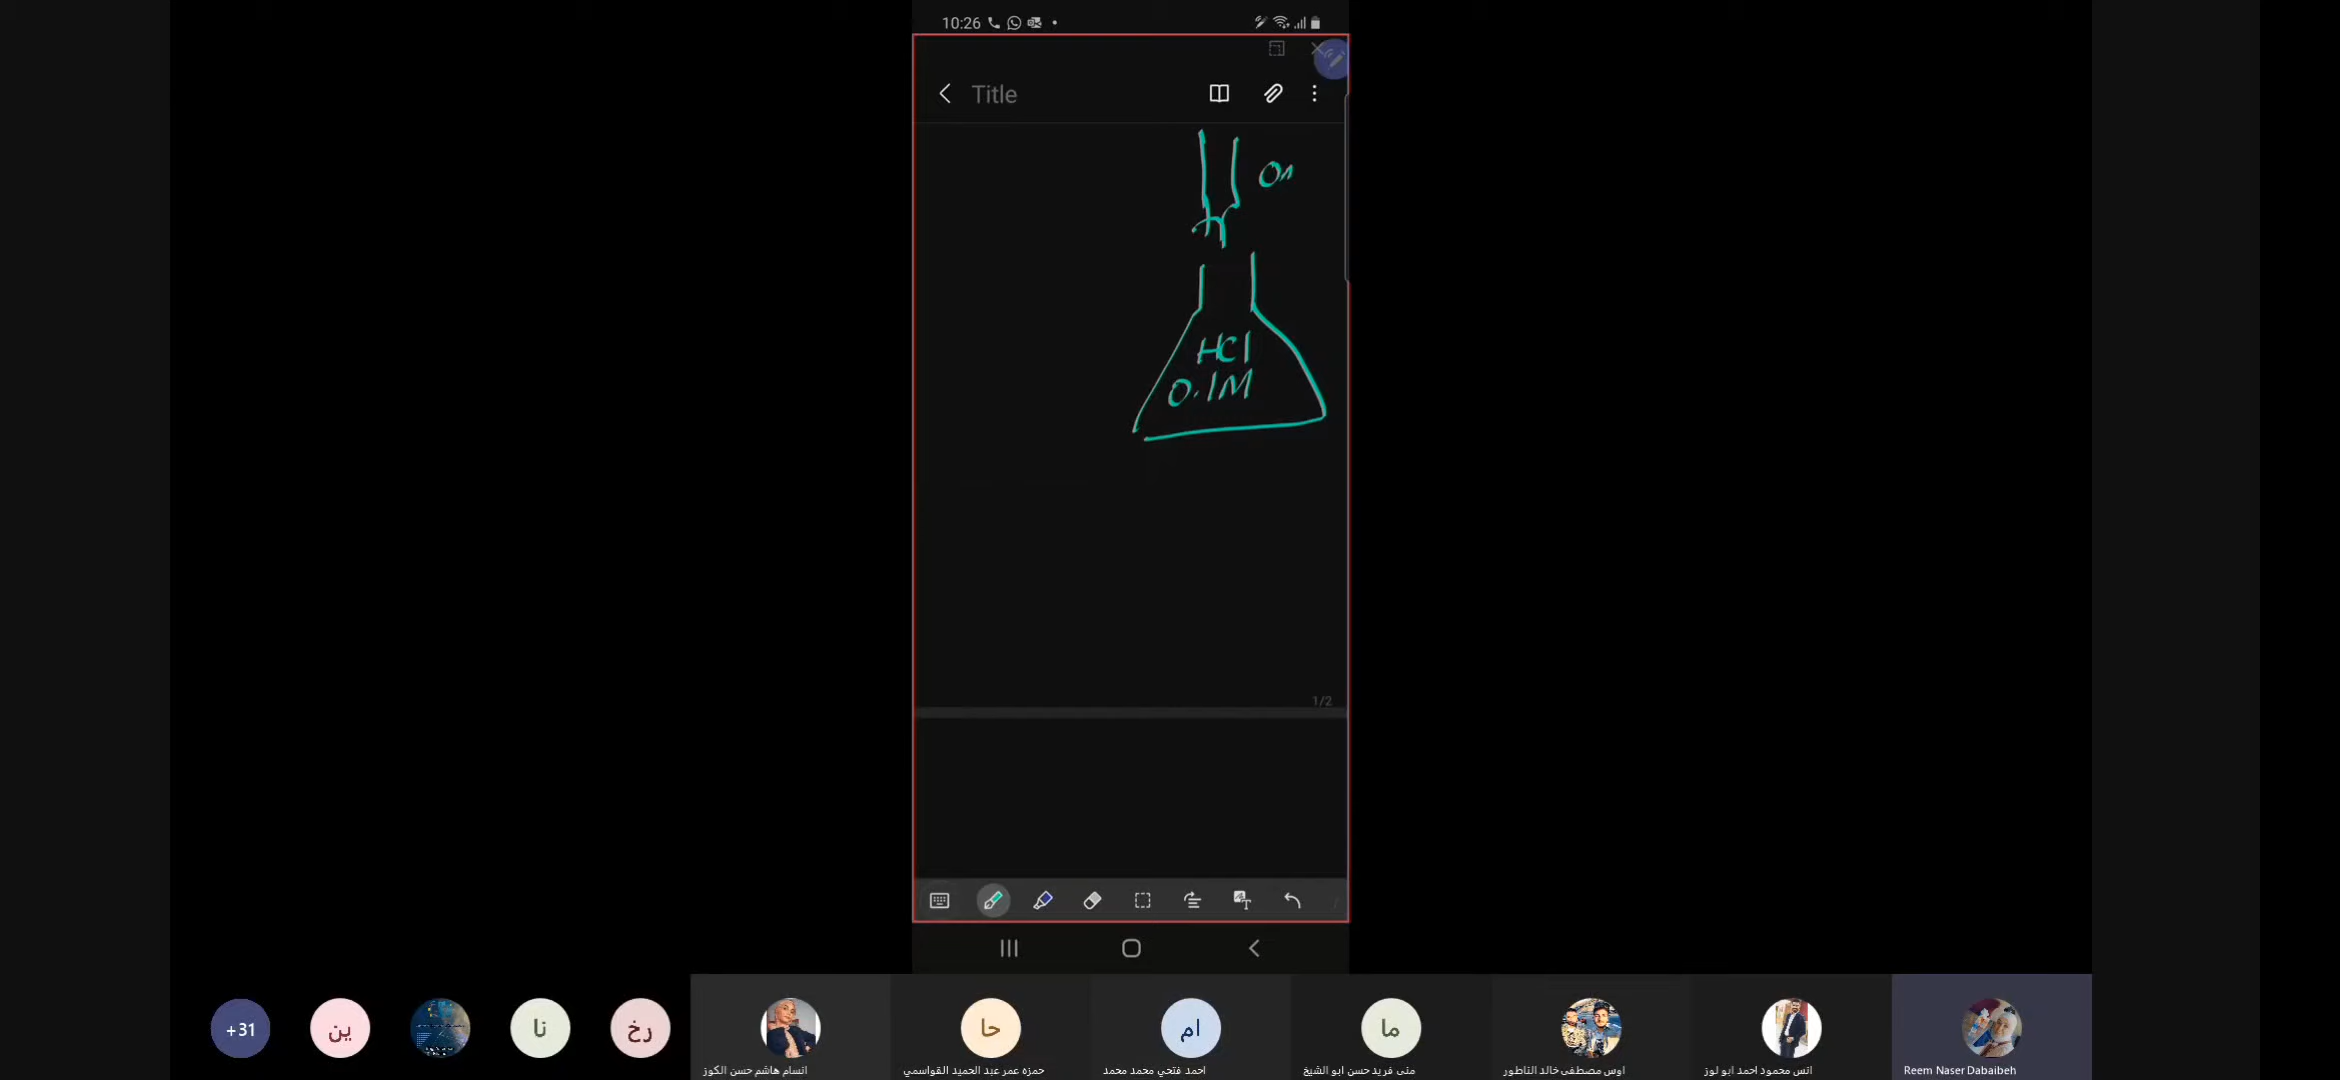 10:26
Title
On
HCl
0.1M
1/2
+31
ين
نا
رخ
حا
ام
ما
اتسام هاشم حسن الكوز
حمزه عمر عبد الحميد القواسمي
احمد فتحي محمد محمد
منى فريد حسن ابو الشيخ
اوس مصطفى خالد الناطور
انس محمود احمد ابو لوز
Reem Naser Dabaibeh